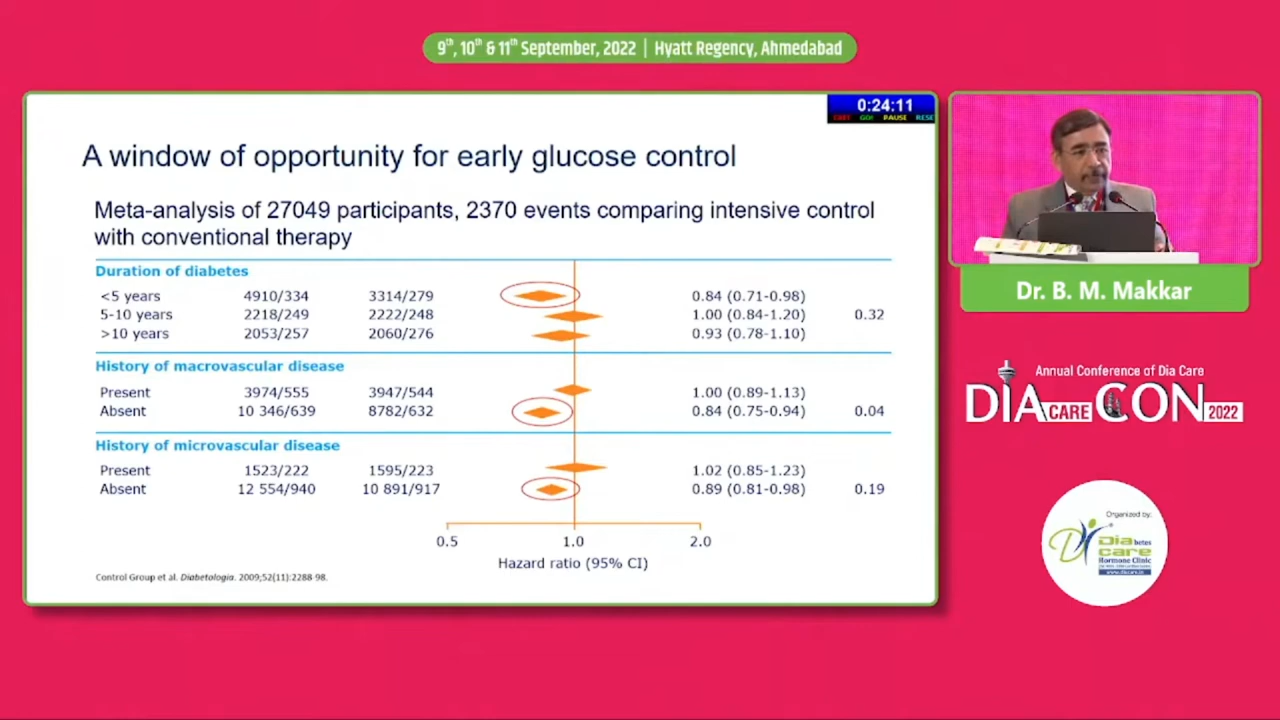 9th, 10th & 11th September, 2022 | Hyatt Regency, Ahmedabad
0:24:11
GO!  PAUSE  RESE
A window of opportunity for early glucose control
Meta-analysis of 27049 participants, 2370 events comparing intensive control
with conventional therapy
Duration of diabetes
<5 years 4910/334 3314/279 0.84 (0.71-0.98)
5-10 years 2218/249 2222/248 1.00 (0.84-1.20) 0.32
>10 years 2053/257 2060/276 0.93 (0.78-1.10)
History of macrovascular disease
Present 3974/555 3947/544 1.00 (0.89-1.13)
Absent 10 346/639 8782/632 0.84 (0.75-0.94) 0.04
History of microvascular disease
Present 1523/222 1595/223 1.02 (0.85-1.23)
Absent 12 554/940 10 891/917 0.89 (0.81-0.98) 0.19
0.5 1.0 2.0
Hazard ratio (95% CI)
Control Group et al. Diabetologia. 2009;52(11):2288-98.
Dr. B. M. Makkar
Annual Conference of Dia Care
DIA CARE CON 2022
Organized by:
Diabetes
care
Hormone Clinic